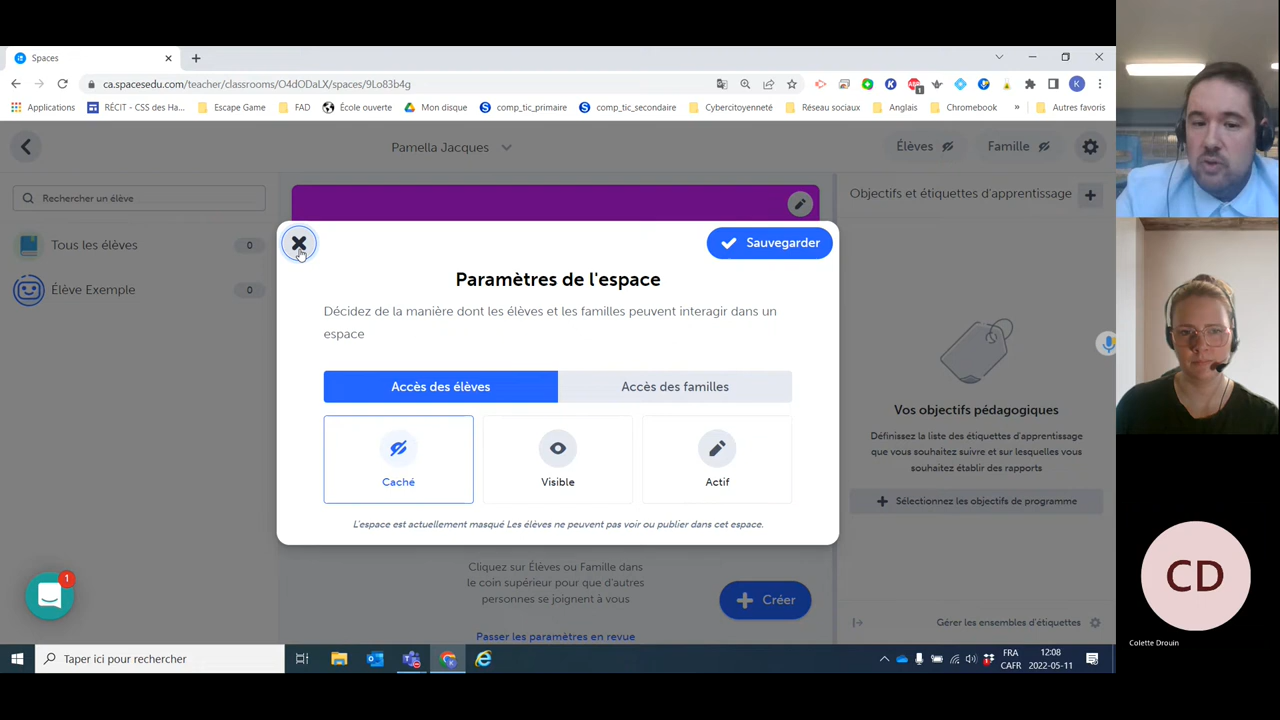 Spaces
ca.spacesedu.com/teacher/classrooms/O4dODaLX/spaces/9Lo83b4g
1
K
Applications
RÉCIT - CSS des Ha...
Escape Game
FAD
École ouverte
Mon disque
comp_tic_primaire
comp_tic_secondaire
Cybercitoyenneté
Réseau sociaux
Anglais
Chromebook
»
Autres favoris
Pamella Jacques
Élèves
Famille
Rechercher un élève
Tous les élèves
0
Élève Exemple
0
Objectifs et étiquettes d'apprentissage
Sauvegarder
Paramètres de l'espace
Décidez de la manière dont les élèves et les familles peuvent interagir dans un
espace
Accès des élèves
Accès des familles
Caché
Visible
Actif
L'espace est actuellement masqué Les élèves ne peuvent pas voir ou publier dans cet espace.
Vos objectifs pédagogiques
Définissez la liste des étiquettes d'apprentissage
que vous souhaitez suivre et sur lesquelles vous
souhaitez établir des rapports
Sélectionnez les objectifs de programme
Cliquez sur Élèves ou Famille dans
le coin supérieur pour que d'autres
personnes se joignent à vous
Créer
Passer les paramètres en revue
Gérer les ensembles d'étiquettes
1
CD
Colette Drouin
Taper ici pour rechercher
FRA
CAFR
12:08
2022-05-11